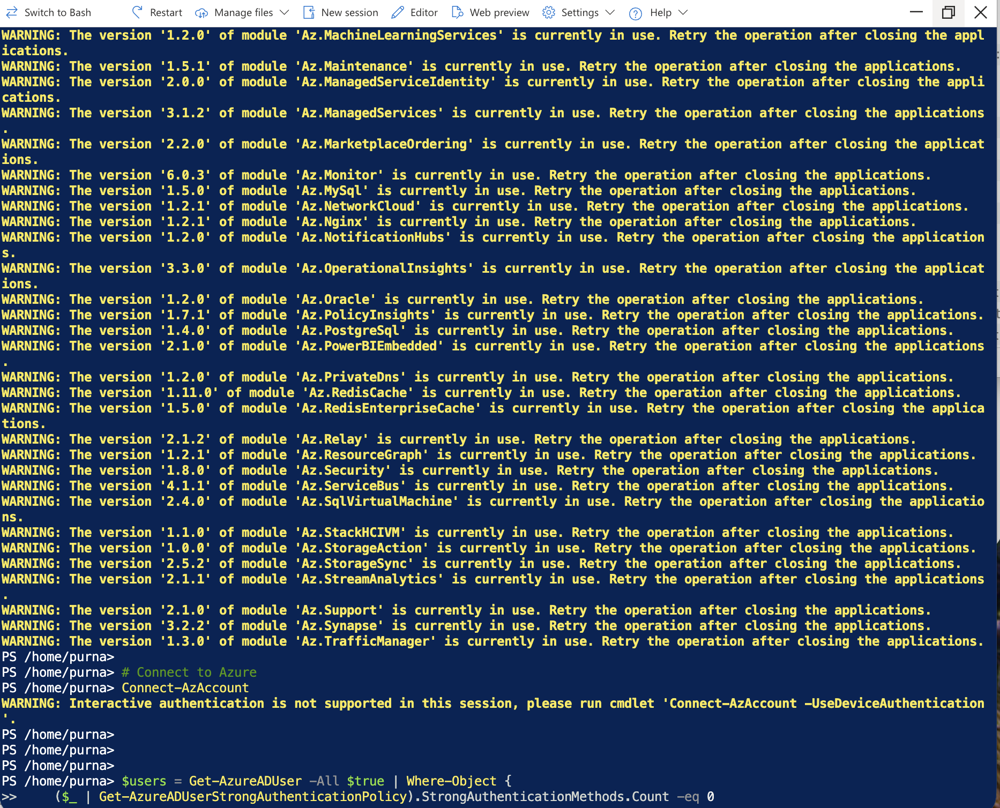 Switch to Bash Restart Manage files New session Editor Web preview Settings Help
WARNING: The version '1.2.0' of module 'Az.MachineLearningServices' is currently in use. Retry the operation after closing the appl
ications.
WARNING: The version '1.5.1' of module 'Az.Maintenance' is currently in use. Retry the operation after closing the applications.
WARNING: The version '2.0.0' of module 'Az.ManagedServiceIdentity' is currently in use. Retry the operation after closing the appli
cations.
WARNING: The version '3.1.2' of module 'Az.ManagedServices' is currently in use. Retry the operation after closing the applications
.
WARNING: The version '2.2.0' of module 'Az.MarketplaceOrdering' is currently in use. Retry the operation after closing the applicat
ions.
WARNING: The version '6.0.3' of module 'Az.Monitor' is currently in use. Retry the operation after closing the applications.
WARNING: The version '1.5.0' of module 'Az.MySql' is currently in use. Retry the operation after closing the applications.
WARNING: The version '1.2.1' of module 'Az.NetworkCloud' is currently in use. Retry the operation after closing the applications.
WARNING: The version '1.2.1' of module 'Az.Nginx' is currently in use. Retry the operation after closing the applications.
WARNING: The version '1.2.0' of module 'Az.NotificationHubs' is currently in use. Retry the operation after closing the application
s.
WARNING: The version '3.3.0' of module 'Az.OperationalInsights' is currently in use. Retry the operation after closing the applicat
ions.
WARNING: The version '1.2.0' of module 'Az.Oracle' is currently in use. Retry the operation after closing the applications.
WARNING: The version '1.7.1' of module 'Az.PolicyInsights' is currently in use. Retry the operation after closing the applications.
WARNING: The version '1.4.0' of module 'Az.PostgreSql' is currently in use. Retry the operation after closing the applications.
WARNING: The version '2.1.0' of module 'Az.PowerBIEmbedded' is currently in use. Retry the operation after closing the applications
.
WARNING: The version '1.2.0' of module 'Az.PrivateDns' is currently in use. Retry the operation after closing the applications.
WARNING: The version '1.11.0' of module 'Az.RedisCache' is currently in use. Retry the operation after closing the applications.
WARNING: The version '1.5.0' of module 'Az.RedisEnterpriseCache' is currently in use. Retry the operation after closing the applica
tions.
WARNING: The version '2.1.2' of module 'Az.Relay' is currently in use. Retry the operation after closing the applications.
WARNING: The version '1.2.1' of module 'Az.ResourceGraph' is currently in use. Retry the operation after closing the applications.
WARNING: The version '1.8.0' of module 'Az.Security' is currently in use. Retry the operation after closing the applications.
WARNING: The version '4.1.1' of module 'Az.ServiceBus' is currently in use. Retry the operation after closing the applications.
WARNING: The version '2.4.0' of module 'Az.SqlVirtualMachine' is currently in use. Retry the operation after closing the applicatio
ns.
WARNING: The version '1.1.0' of module 'Az.StackHCIVM' is currently in use. Retry the operation after closing the applications.
WARNING: The version '1.0.0' of module 'Az.StorageAction' is currently in use. Retry the operation after closing the applications.
WARNING: The version '2.5.2' of module 'Az.StorageSync' is currently in use. Retry the operation after closing the applications.
WARNING: The version '2.1.1' of module 'Az.StreamAnalytics' is currently in use. Retry the operation after closing the applications
.
WARNING: The version '2.1.0' of module 'Az.Support' is currently in use. Retry the operation after closing the applications.
WARNING: The version '3.2.2' of module 'Az.Synapse' is currently in use. Retry the operation after closing the applications.
WARNING: The version '1.3.0' of module 'Az.TrafficManager' is currently in use. Retry the operation after closing the applications.
PS /home/purna>
PS /home/purna> # Connect to Azure
PS /home/purna> Connect-AzAccount
WARNING: Interactive authentication is not supported in this session, please run cmdlet 'Connect-AzAccount -UseDeviceAuthentication
'.
PS /home/purna>
PS /home/purna>
PS /home/purna>
PS /home/purna> $users = Get-AzureADUser -All $true | Where-Object {
>>     ($_ | Get-AzureADUserStrongAuthenticationPolicy).StrongAuthenticationMethods.Count -eq 0